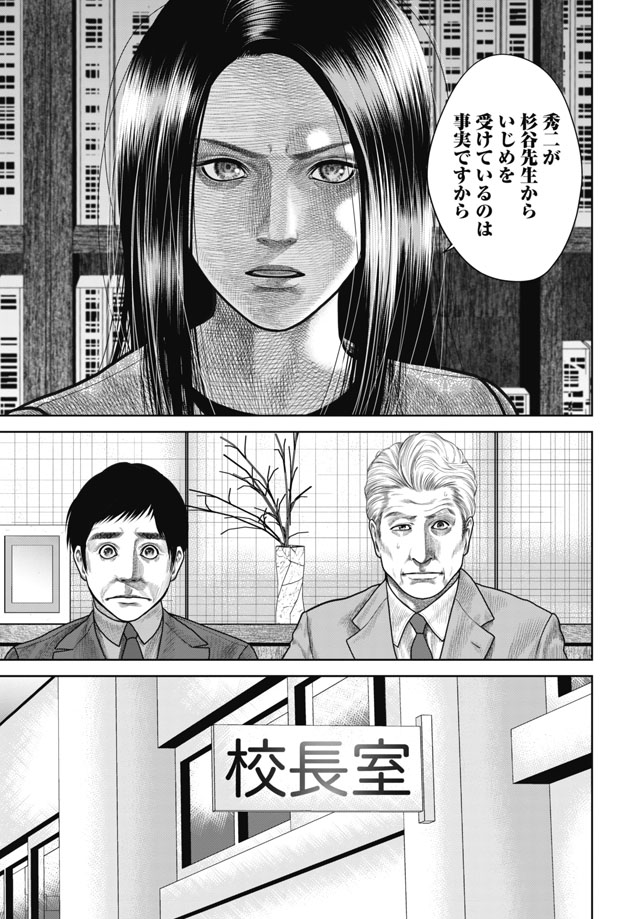 秀二が
杉谷先生から
いじめを
受けているのは
事実ですから
校長室